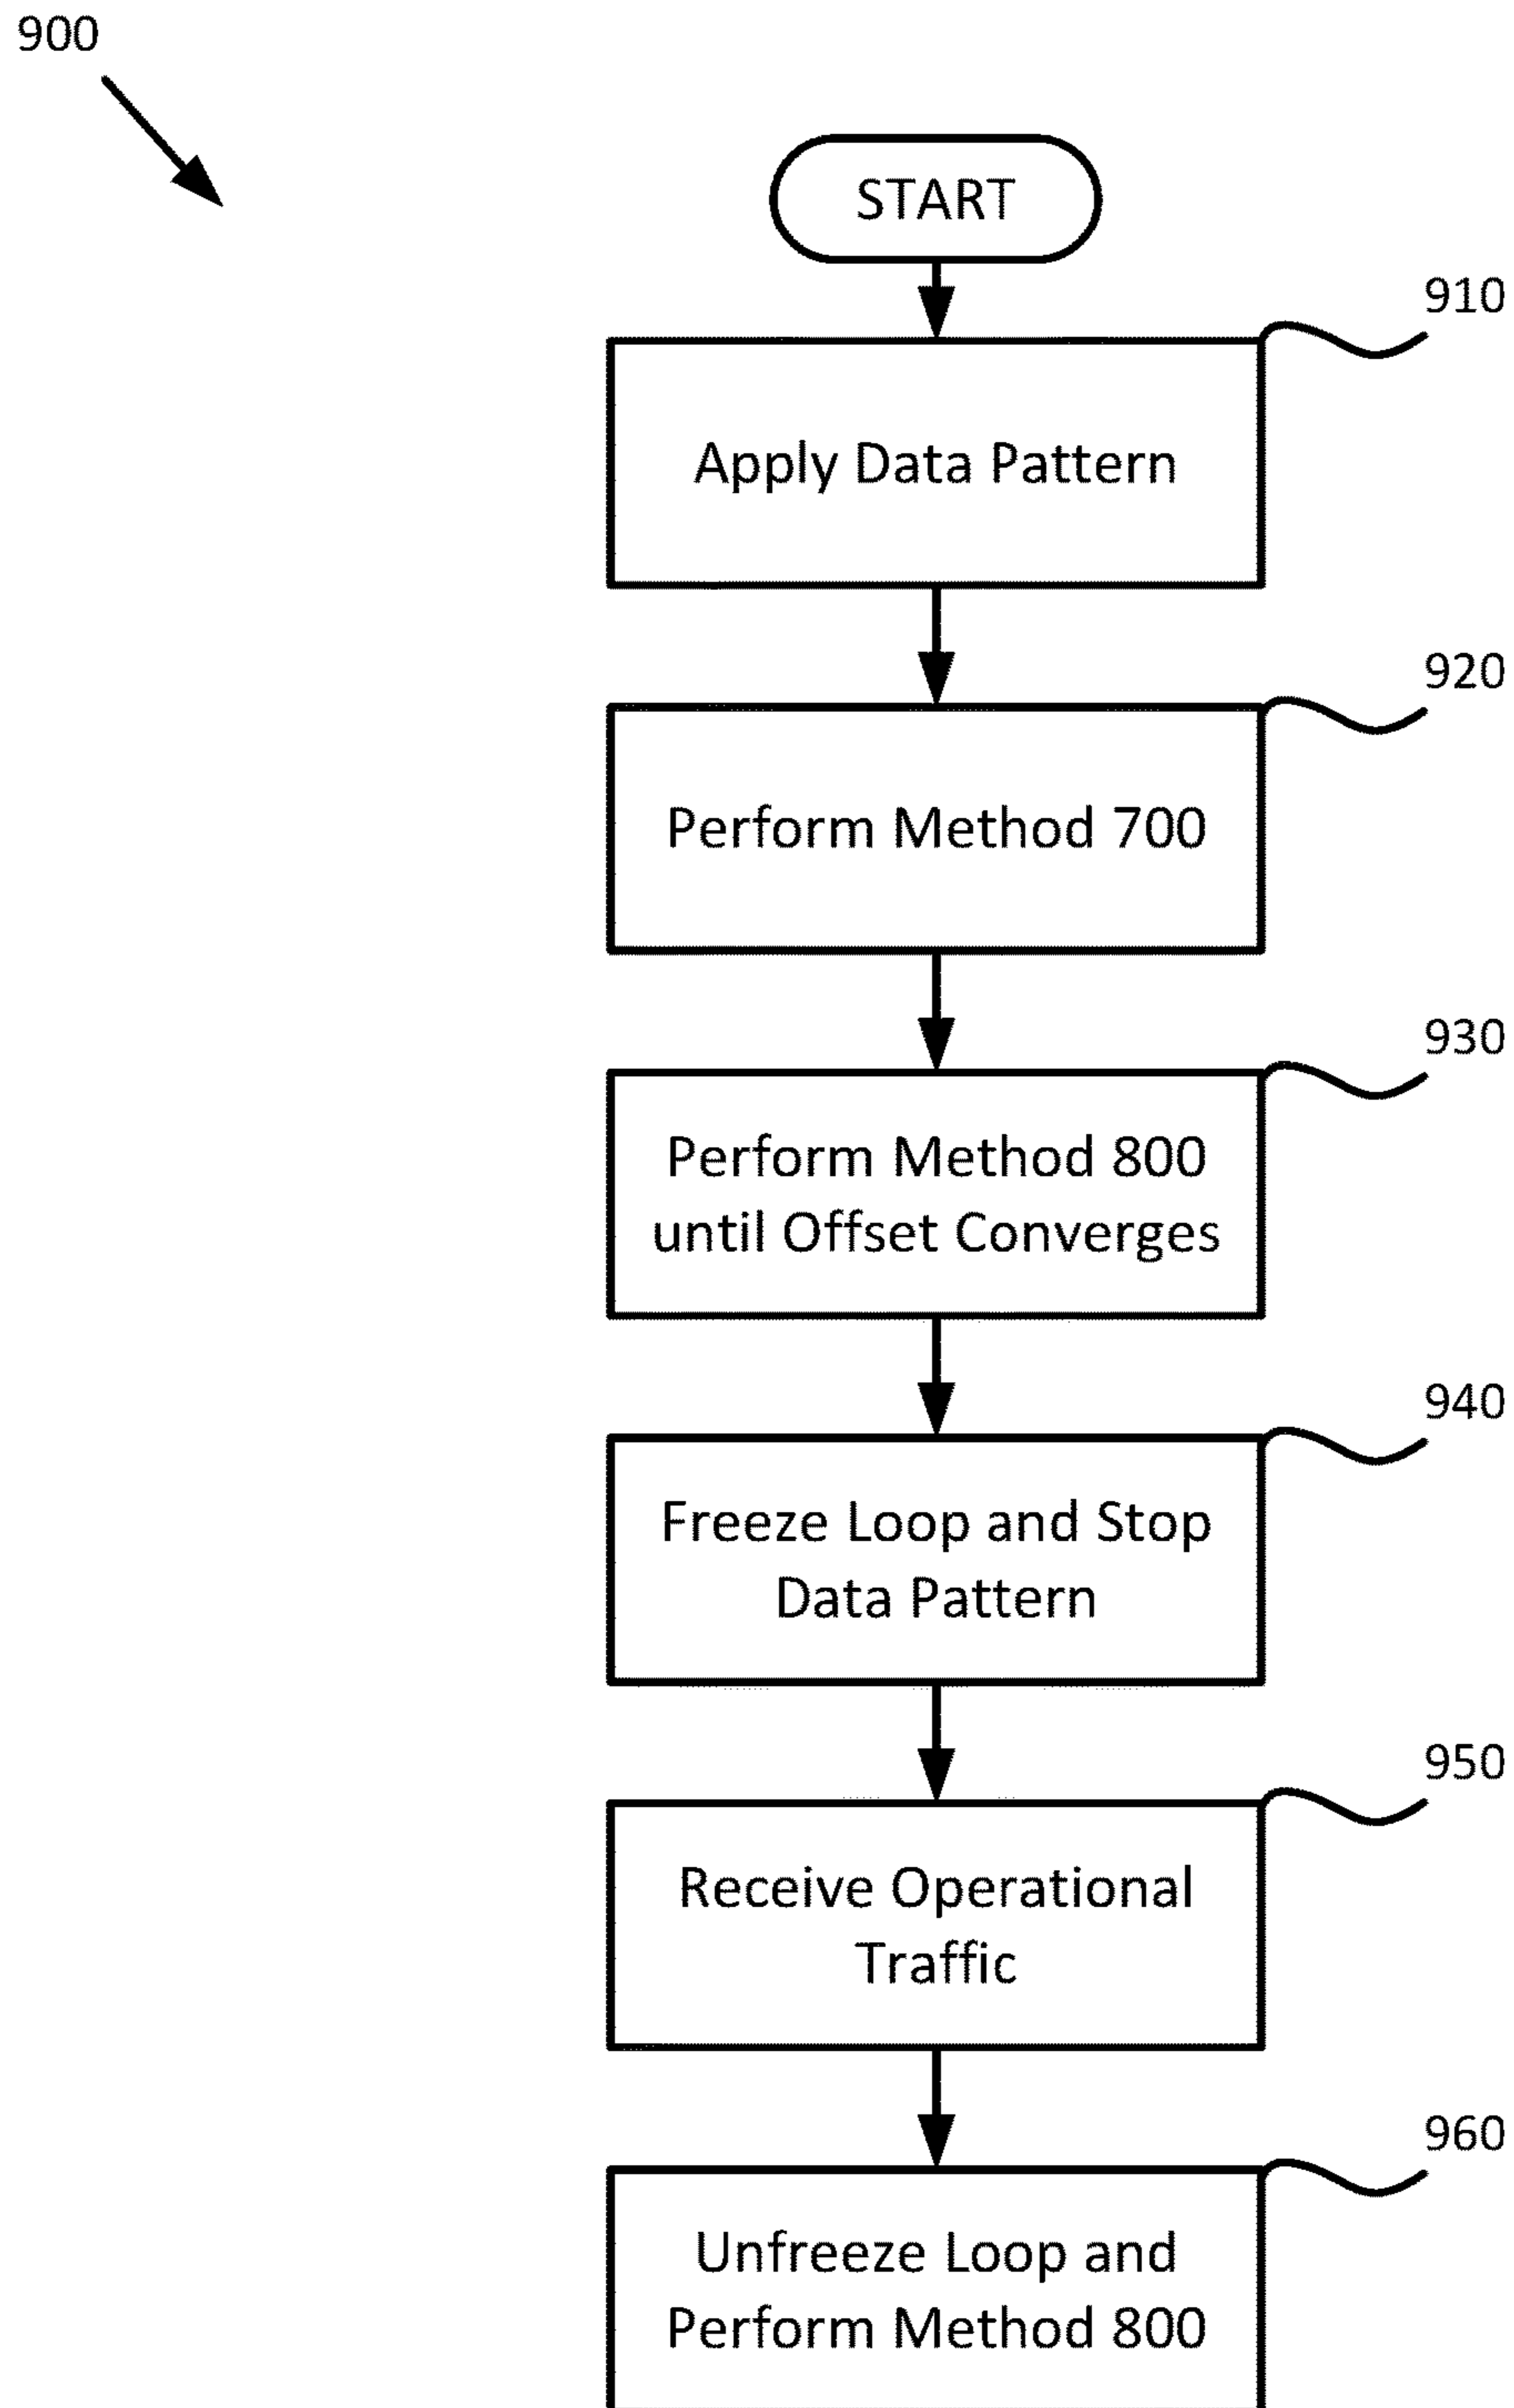 900
START
910
Apply Data Pattern
920
Perform Method 700
930
Perform Method 800
until Offset Converges
940
Freeze Loop and Stop
Data Pattern
950
Receive Operational
Traffic
960
Unfreeze Loop and
Perform Method 800